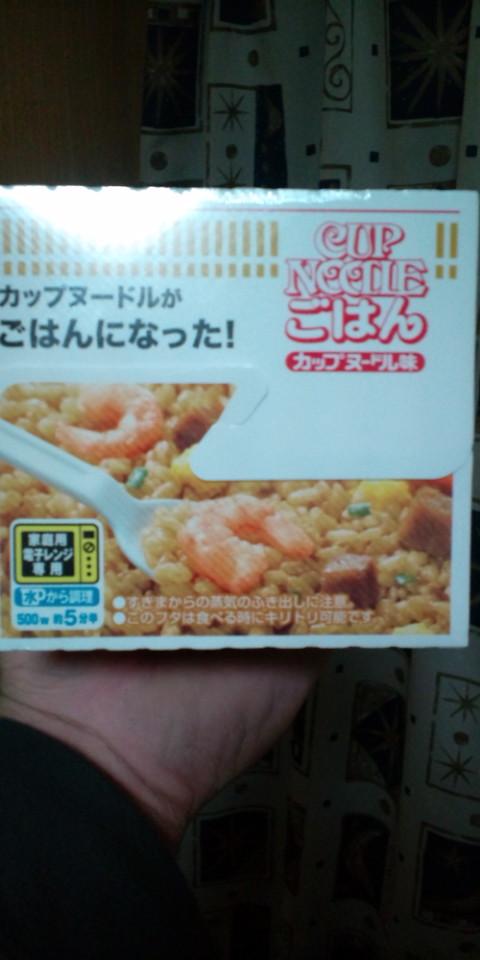 CUP
NOODLE
ごはん
カップヌードル味
カップヌードルが
ごはんになった!
家庭用
電子レンジ
専用
水から調理
500w 約5分半
●すきまからの蒸気のふき出しに注意。
●このフタは食べる時にキリトリ可能です。